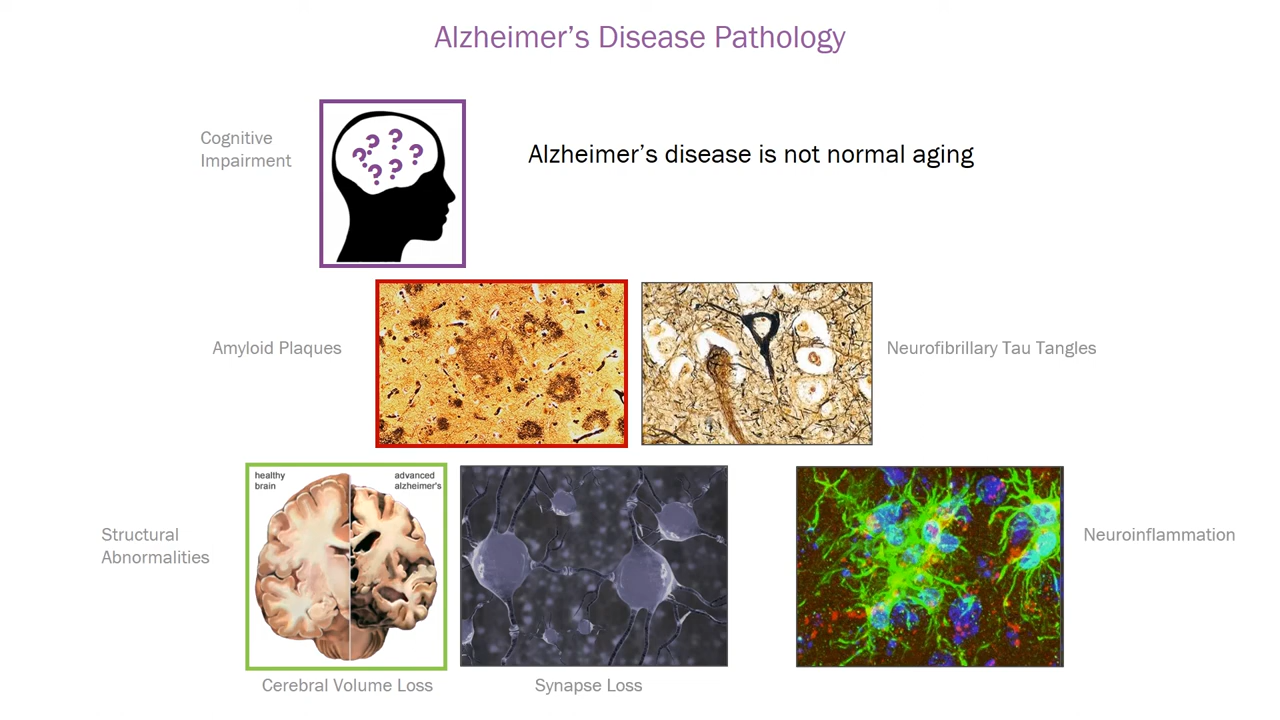 Alzheimer’s Disease Pathology
Cognitive
Impairment
? ? ? ? ? ? ?
Alzheimer’s disease is not normal aging
Amyloid Plaques
Neurofibrillary Tau Tangles
healthy
brain
advanced
alzheimer's
Structural
Abnormalities
Neuroinflammation
Cerebral Volume Loss
Synapse Loss